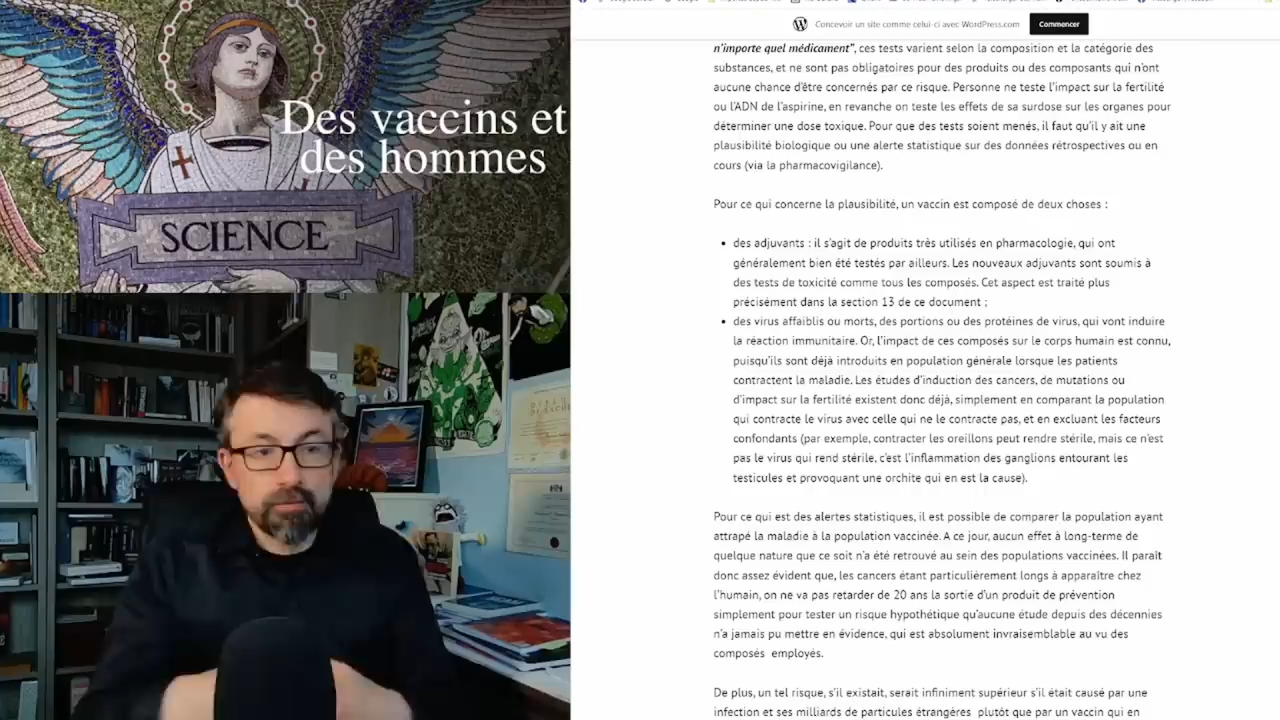 Des vaccins et
des hommes
SCIENCE
Concevoir un site comme celui-ci avec WordPress.com
Commencer
n'importe quel médicament", ces tests varient selon la composition et la catégorie des
substances, et ne sont pas obligatoires pour des produits ou des composants qui n'ont
aucune chance d'être concernés par ce risque. Personne ne teste l'impact sur la fertilité
ou l'ADN de l'aspirine, en revanche on teste les effets de sa surdose sur les organes pour
déterminer une dose toxique. Pour que des tests soient menés, il faut qu'il y ait une
plausibilité biologique ou une alerte statistique sur des données rétrospectives ou en
cours (via la pharmacovigilance).
Pour ce qui concerne la plausibilité, un vaccin est composé de deux choses :
• des adjuvants : il s'agit de produits très utilisés en pharmacologie, qui ont
généralement bien été testés par ailleurs. Les nouveaux adjuvants sont soumis à
des tests de toxicité comme tous les composés. Cet aspect est traité plus
précisément dans la section 13 de ce document ;
• des virus affaiblis ou morts, des portions ou des protéines de virus, qui vont induire
la réaction immunitaire. Or, l'impact de ces composés sur le corps humain est connu,
puisqu'ils sont déjà introduits en population générale lorsque les patients
contractent la maladie. Les études d'induction des cancers, de mutations ou
d'impact sur la fertilité existent donc déjà, simplement en comparant la population
qui contracte le virus avec celle qui ne le contracte pas, et en excluant les facteurs
confondants (par exemple, contracter les oreillons peut rendre stérile, mais ce n'est
pas le virus qui rend stérile, c'est l'inflammation des ganglions entourant les
testicules et provoquant une orchite qui en est la cause).
Pour ce qui est des alertes statistiques, il est possible de comparer la population ayant
attrapé la maladie à la population vaccinée. A ce jour, aucun effet à long-terme de
quelque nature que ce soit n'a été retrouvé au sein des populations vaccinées. Il paraît
donc assez évident que, les cancers étant particulièrement longs à apparaître chez
l'humain, on ne va pas retarder de 20 ans la sortie d'un produit de prévention
simplement pour tester un risque hypothétique qu'aucune étude depuis des décennies
n'a jamais pu mettre en évidence, qui est absolument invraisemblable au vu des
composés employés.
De plus, un tel risque, s'il existait, serait infiniment supérieur s'il était causé par une
infection et ses milliards de particules étrangères plutôt que par un vaccin qui en